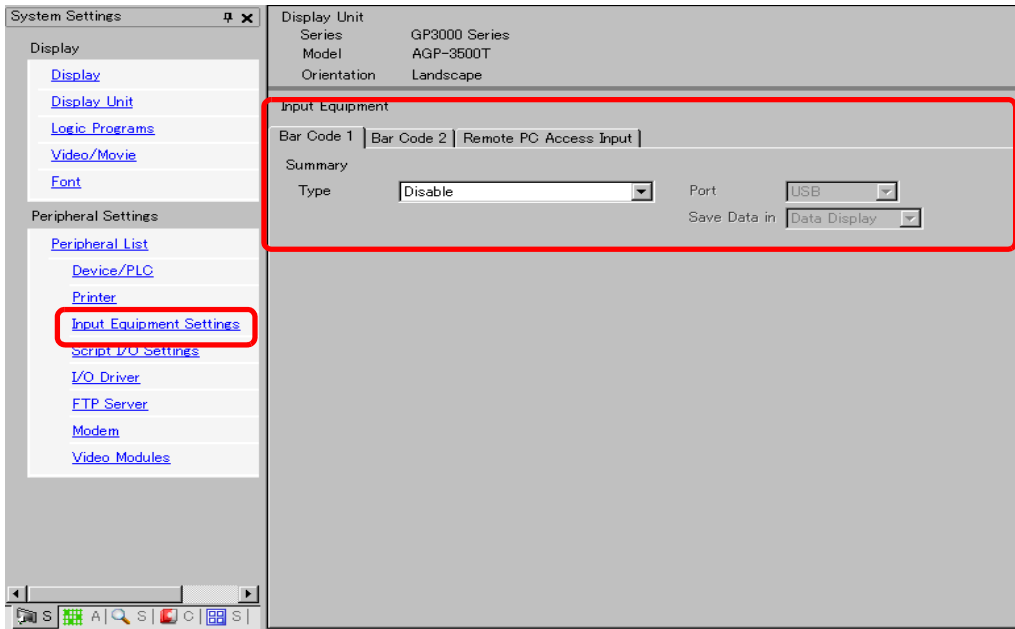 System Settings
Display
Display
Display Unit
Logic Programs
Video/Movie
Font
Peripheral Settings
Peripheral List
Device/PLC
Printer
Input Equipment Settings
Script I/O Settings
I/O Driver
FTP Server
Modem
Video Modules
S A S C S
Display Unit
Series GP3000 Series
Model AGP-3500T
Orientation Landscape
Input Equipment
Bar Code 1 Bar Code 2 Remote PC Access Input
Summary
Type Disable Port USB
Save Data in Data Display